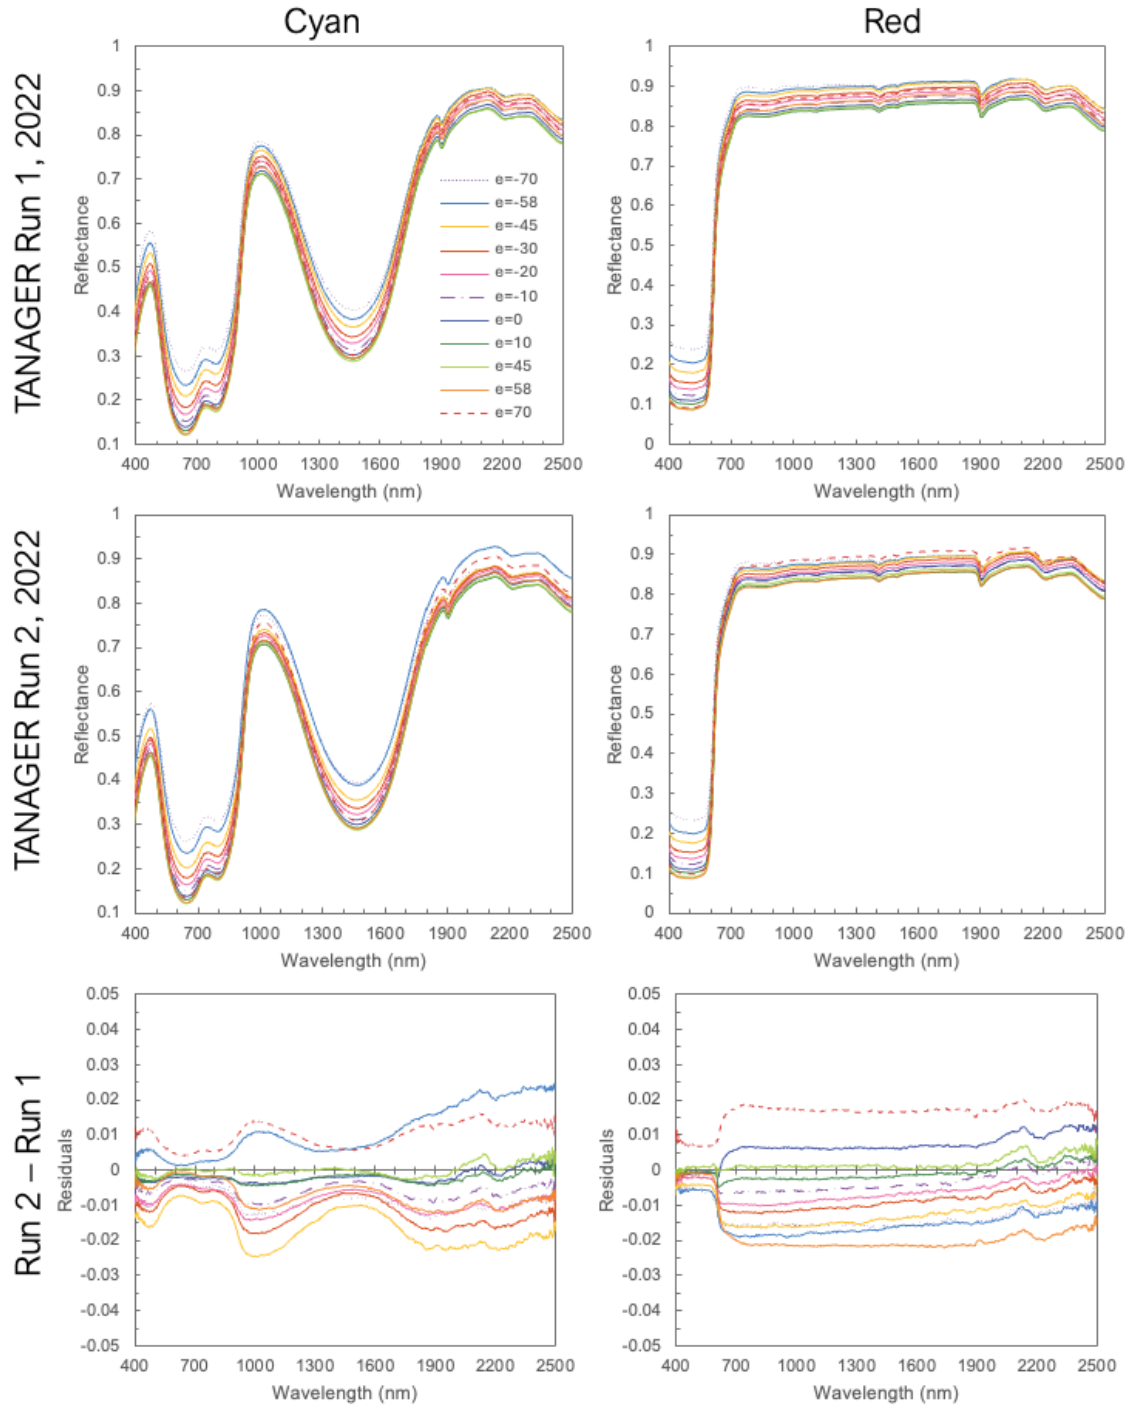 Cyan Red
TANAGER Run 1, 2022
Reflectance
1
0.9
0.8
0.7
0.6
0.5
0.4
0.3
0.2
0.1
400 700 1000 1300 1600 1900 2200 2500
Wavelength (nm)
e=-70
e=-58
e=-45
e=-30
e=-20
e=-10
e=0
e=10
e=45
e=58
e=70
Reflectance
1
0.9
0.8
0.7
0.6
0.5
0.4
0.3
0.2
0.1
0
400 700 1000 1300 1600 1900 2200 2500
Wavelength (nm)
TANAGER Run 2, 2022
Reflectance
1
0.9
0.8
0.7
0.6
0.5
0.4
0.3
0.2
0.1
400 700 1000 1300 1600 1900 2200 2500
Wavelength (nm)
Reflectance
1
0.9
0.8
0.7
0.6
0.5
0.4
0.3
0.2
0.1
0
400 700 1000 1300 1600 1900 2200 2500
Wavelength (nm)
Run 2 – Run 1
Residuals
0.05
0.04
0.03
0.02
0.01
0
-0.01
-0.02
-0.03
-0.04
-0.05
400 700 1000 1300 1600 1900 2200 2500
Wavelength (nm)
Residuals
0.05
0.04
0.03
0.02
0.01
0
-0.01
-0.02
-0.03
-0.04
-0.05
400 700 1000 1300 1600 1900 2200 2500
Wavelength (nm)